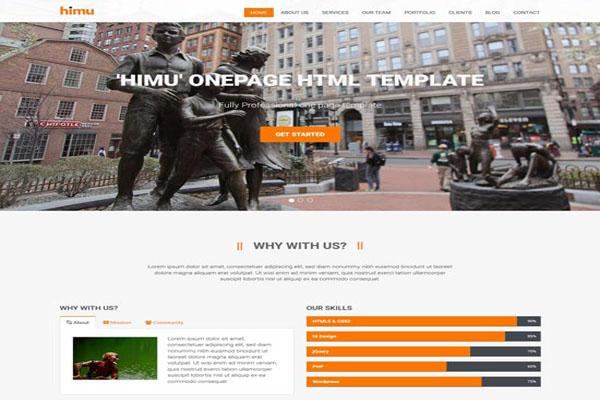 himu
HOME ABOUT US SERVICES OUR TEAM PORTFOLIO CLIENTS BLOG CONTACT
'HIMU' ONEPAGE HTML TEMPLATE
Fully Professional one page template
CHIPOTLE
GET STARTED
WHY WITH US?
Lorem ipsum dolor sit amet, consectetuer adipiscing elit, sed diam nonummy nibh euismod tincidunt ut laoreet dolore magna
aliquam erat volutpat. Ut wisi enim ad minim veniam, quis nostrud exerci tation ullamcorper suscipit
lobortis nisl ut aliquip ex ea commodo
WHY WITH US?
About Mission Community
Lorem ipsum dolor sit amet,
consectetuer adipiscing elit, sed diam
nonummy nibh euismod tincidunt ut
laoreet dolore magna aliquam erat
volutpat. Ut wisi enim ad minim veniam,
quis nostrud exerci tation ullamcorper
suscipit lobortis nisl ut aliquip ex ea
commodo consequat.
OUR SKILLS
HTML5 & CSS3 90%
UI Design 85%
jQuery 70%
PHP 60%
Wordpress 75%